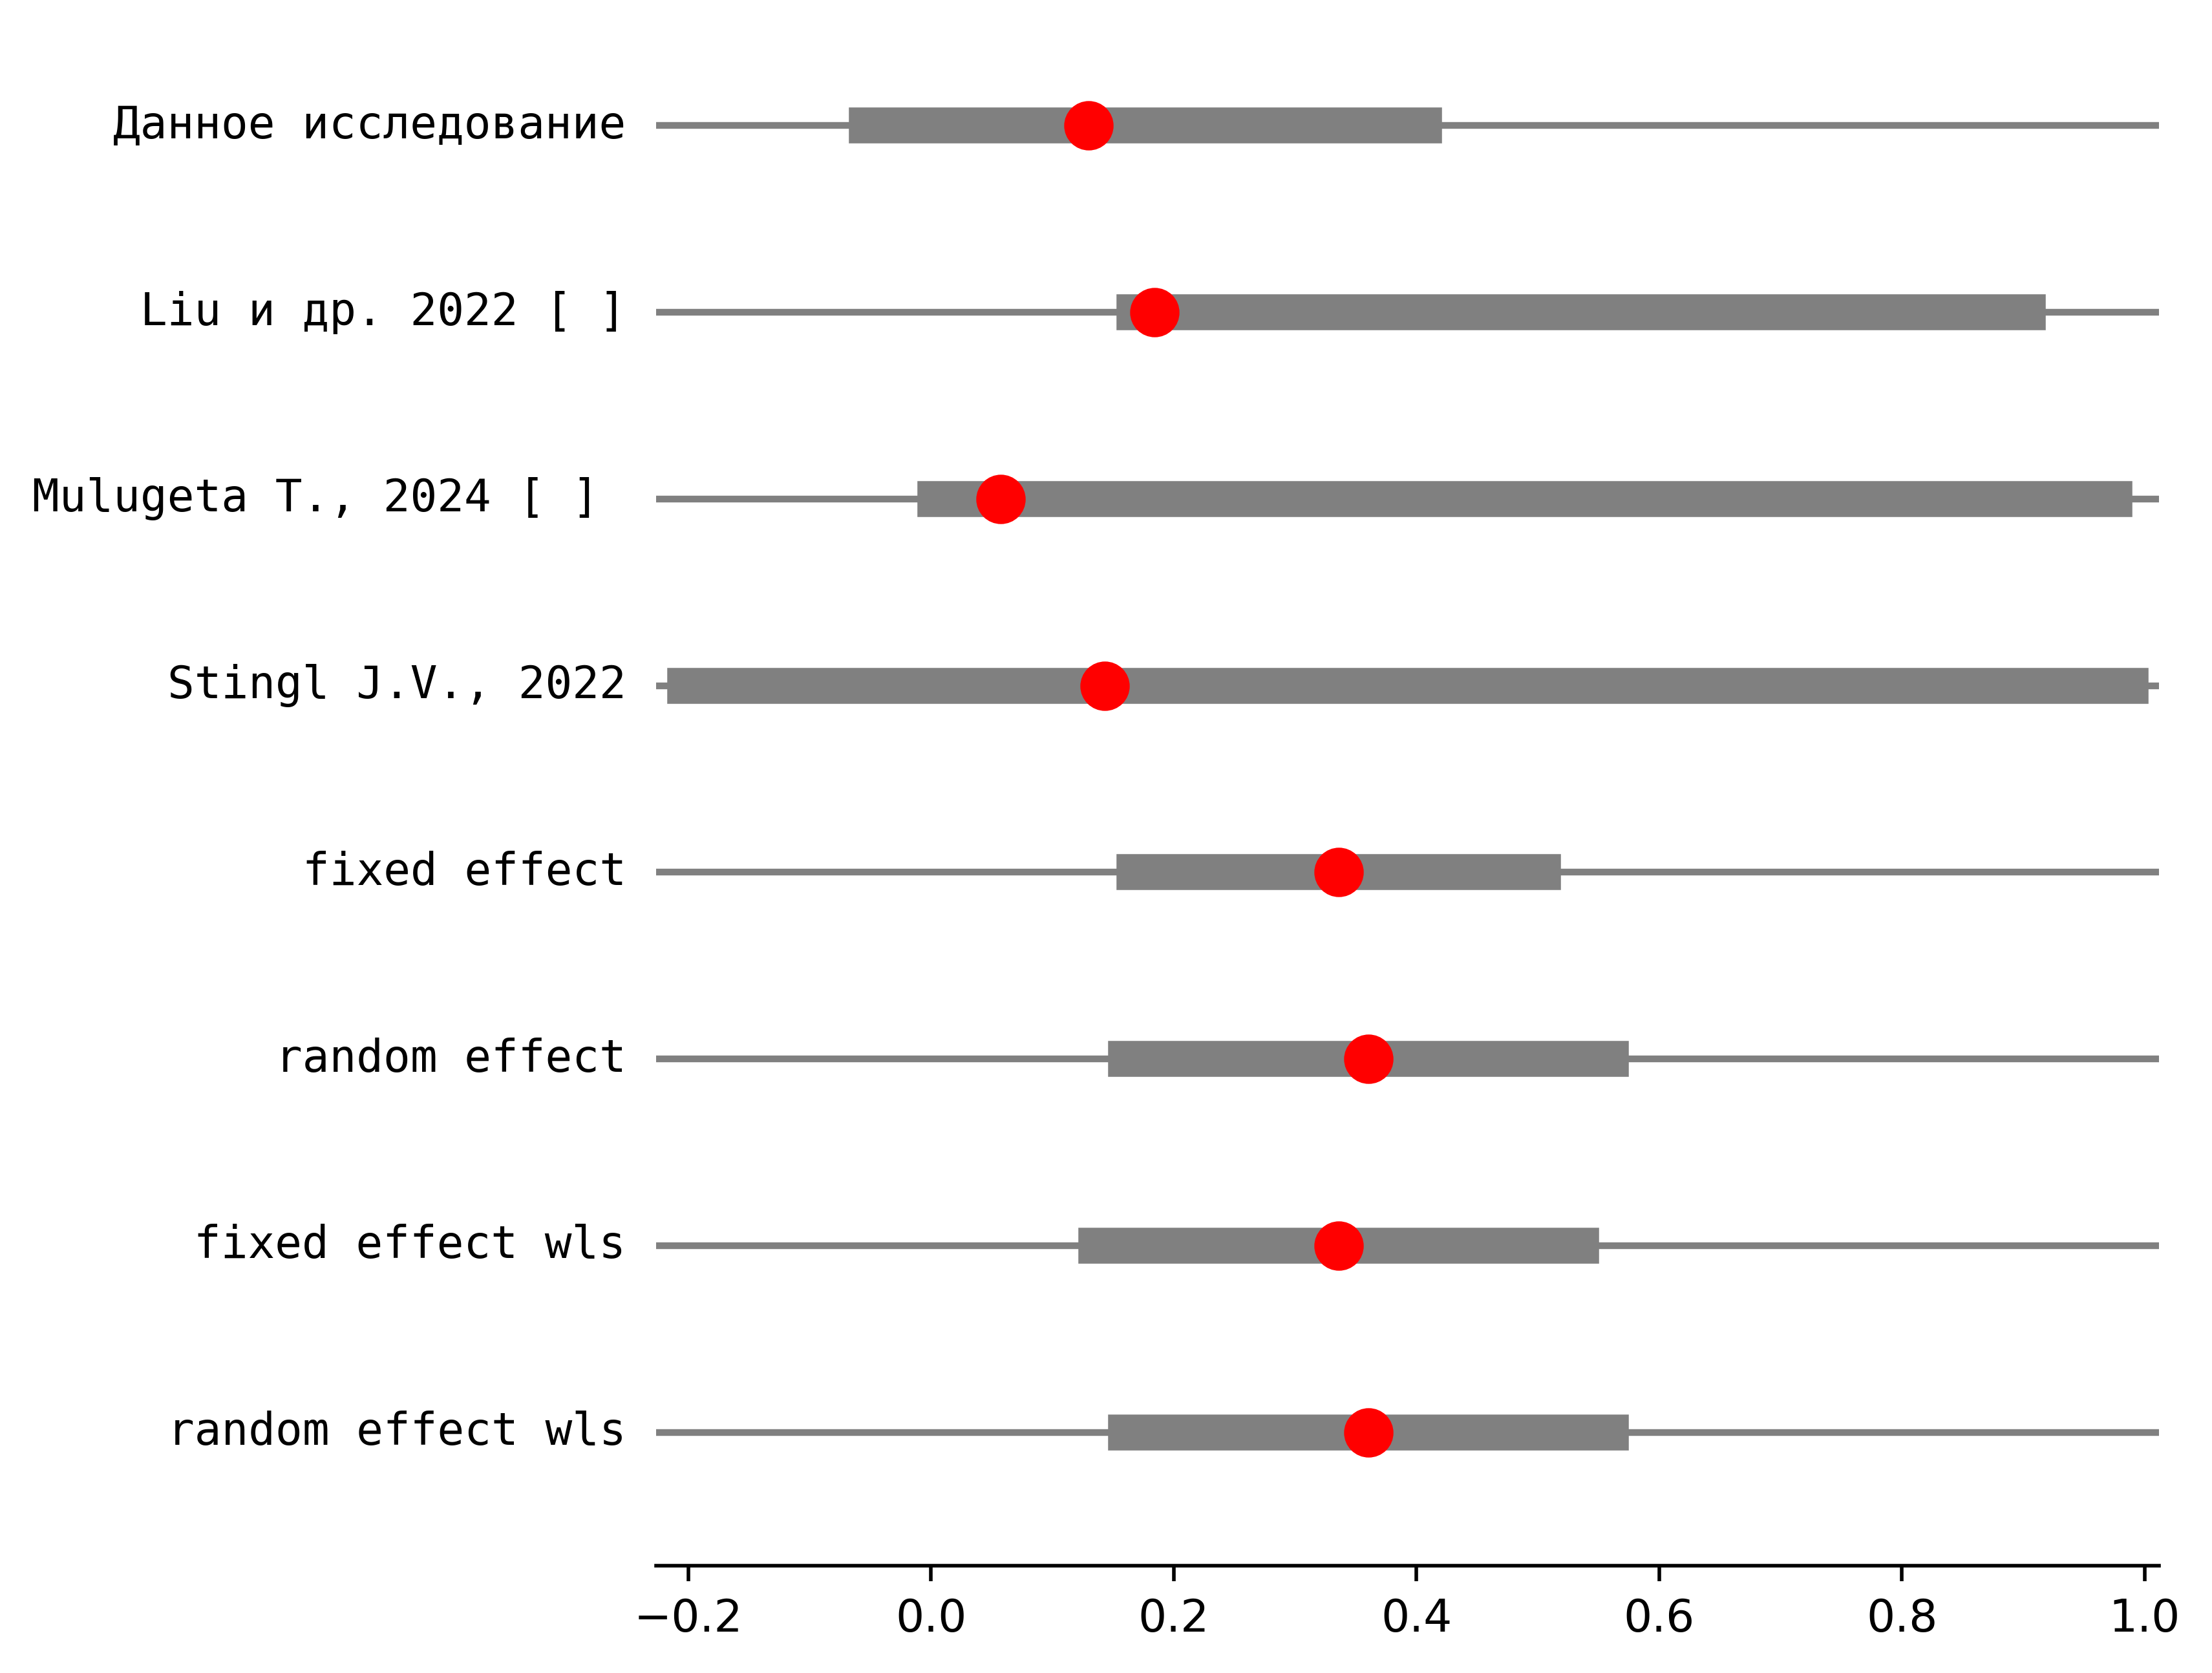 Данное исследование
Liu и др. 2022 [ ]
Mulugeta T., 2024 [ ]
Stingl J.V., 2022
fixed effect
random effect
fixed effect wls
random effect wls
−0.2 0.0 0.2 0.4 0.6 0.8 1.0